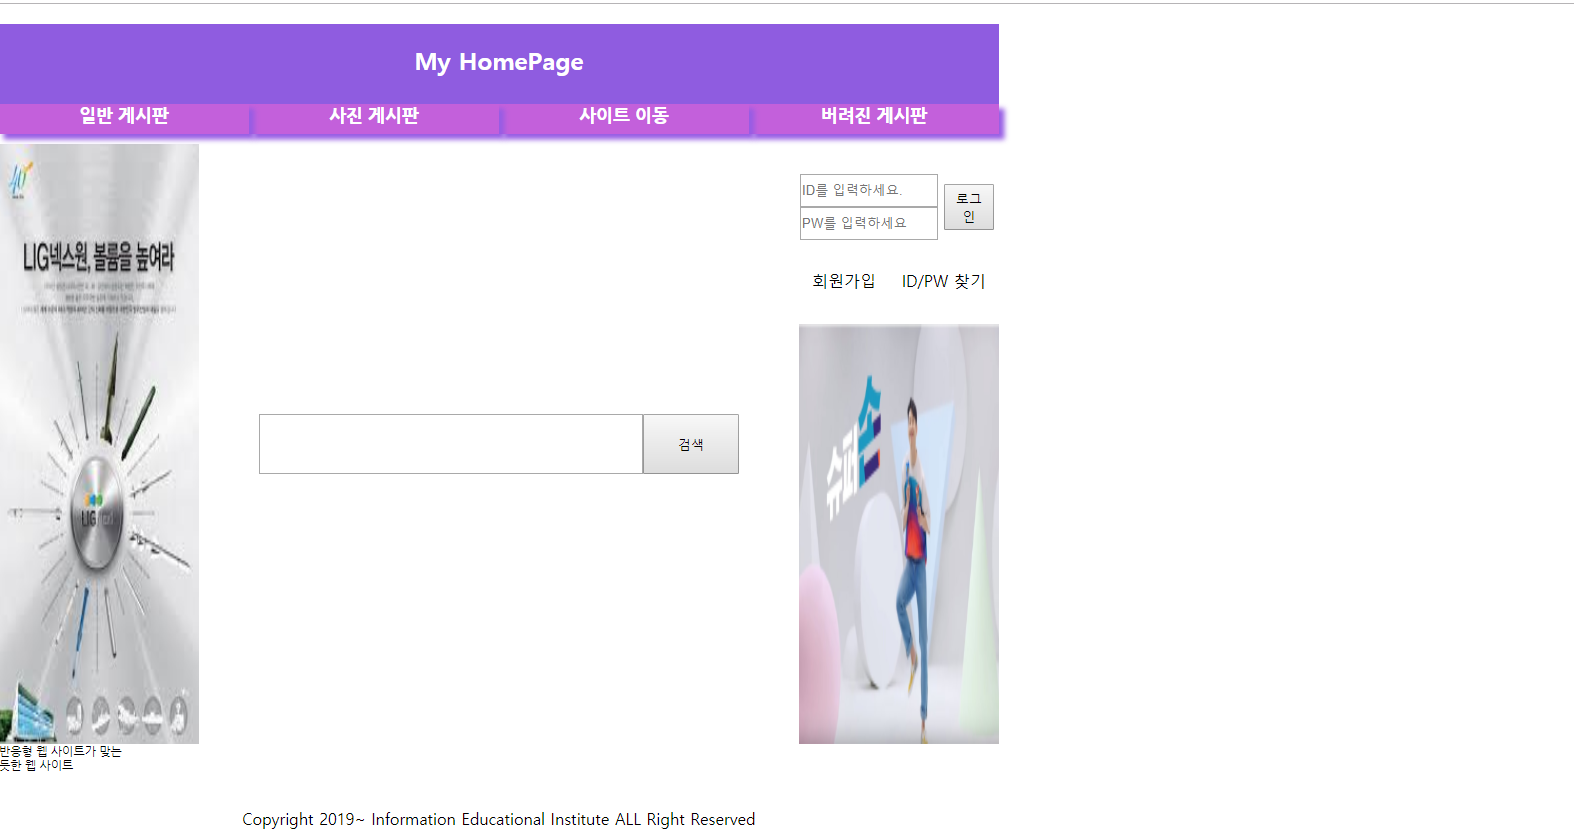 My HomePage
일반 게시판 사진 게시판 사이트 이동 버려진 게시판
40
ID를 입력하세요.
PW를 입력하세요
로그
인
회원가입 ID/PW 찾기
LIG넥스원, 볼륨을 높여라
슈퍼손
검색
LIG
반응형 웹 사이트가 맞는
듯한 웹 사이트
Copyright 2019~ Information Educational Institute ALL Right Reserved